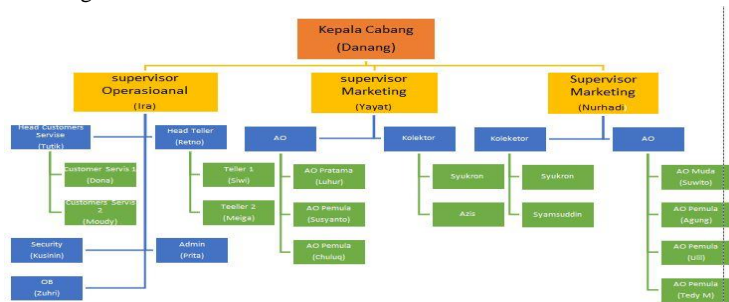 Kepala Cabang
(Danang)
supervisor
Operasioanal
(Ira)
supervisor
Marketing
(Yayat)
Supervisor
Marketing
(Nurhadi)
Head Customers
Servise
(Tutik)
Head Teller
(Retno)
AO
Kolektor
Koleketor
AO
Customer Servis 1
(Dona)
Teller 1
(Siwi)
AO Pratama
(Luhur)
Syukron
Syukron
AO Muda
(Suwito)
Customers Servis
2
(Moody)
Teeller 2
(Meiga)
AO Pemula
(Susyanto)
Azis
Syamsuddin
AO Pemula
(Agung)
Security
(Kusinin)
Admin
(Prita)
AO Pemula
(Chuluq)
AO Pemula
(Ulil)
OB
(Zuhri)
AO Pemula
(Tedy M)